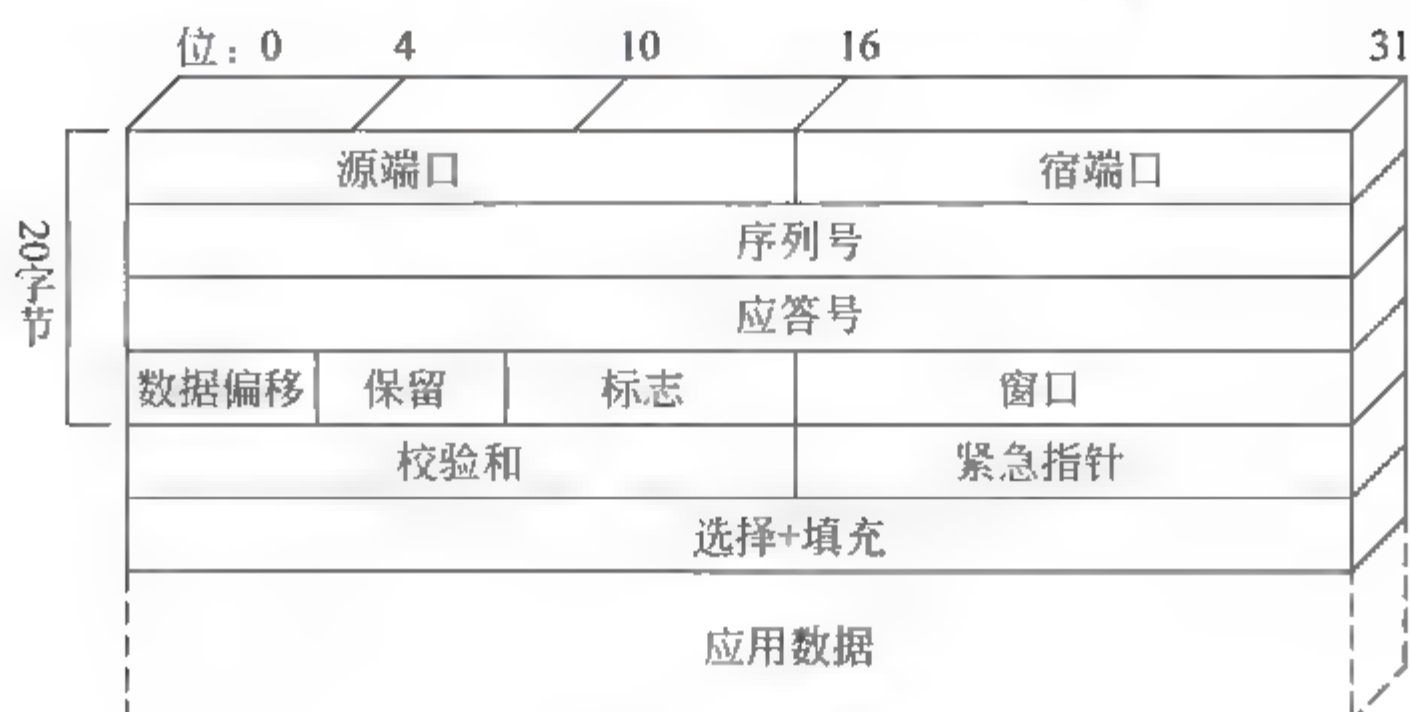 位：0 4 10 16 31
源端口 宿端口
序列号
20字节
应答号
数据偏移 保留 标志 窗口
校验和 紧急指针
选择+填充
应用数据